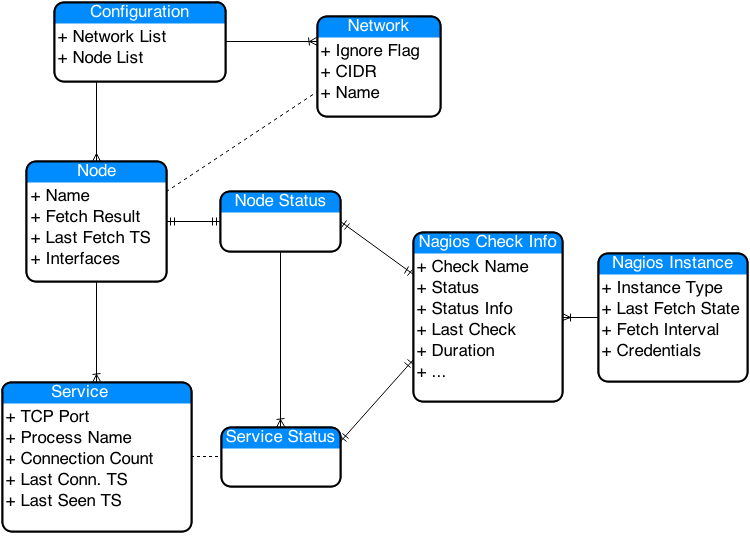 Configuration
+ Network List
+ Node List
Network
+ Ignore Flag
+ CIDR
+ Name
Node
+ Name
+ Fetch Result
+ Last Fetch TS
+ Interfaces
Node Status
Nagios Check Info
+ Check Name
+ Status
+ Status Info
+ Last Check
+ Duration
+ ...
Nagios Instance
+ Instance Type
+ Last Fetch State
+ Fetch Interval
+ Credentials
Service
+ TCP Port
+ Process Name
+ Connection Count
+ Last Conn. TS
+ Last Seen TS
Service Status